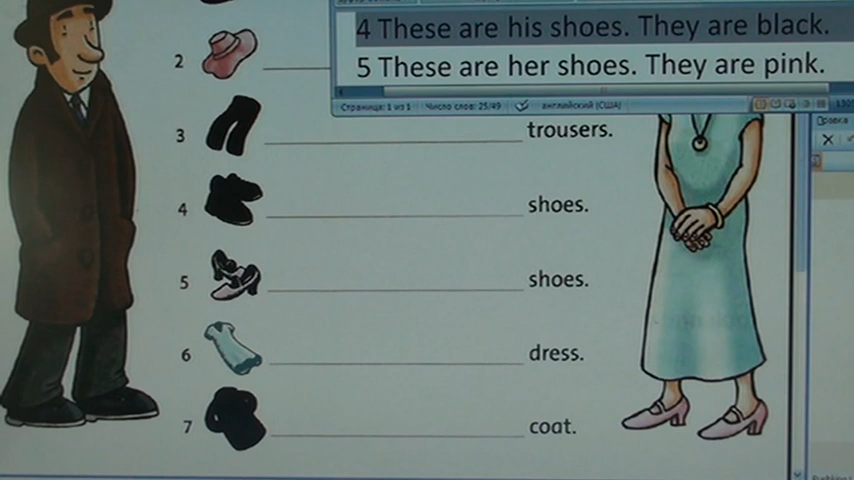 4 These are his shoes. They are black.
5 These are her shoes. They are pink.
Страница: 1 из 1 Число слов: 25/49 английский (США)
Правка
2
3 trousers.
4 shoes.
5 shoes.
6 dress.
7 coat.